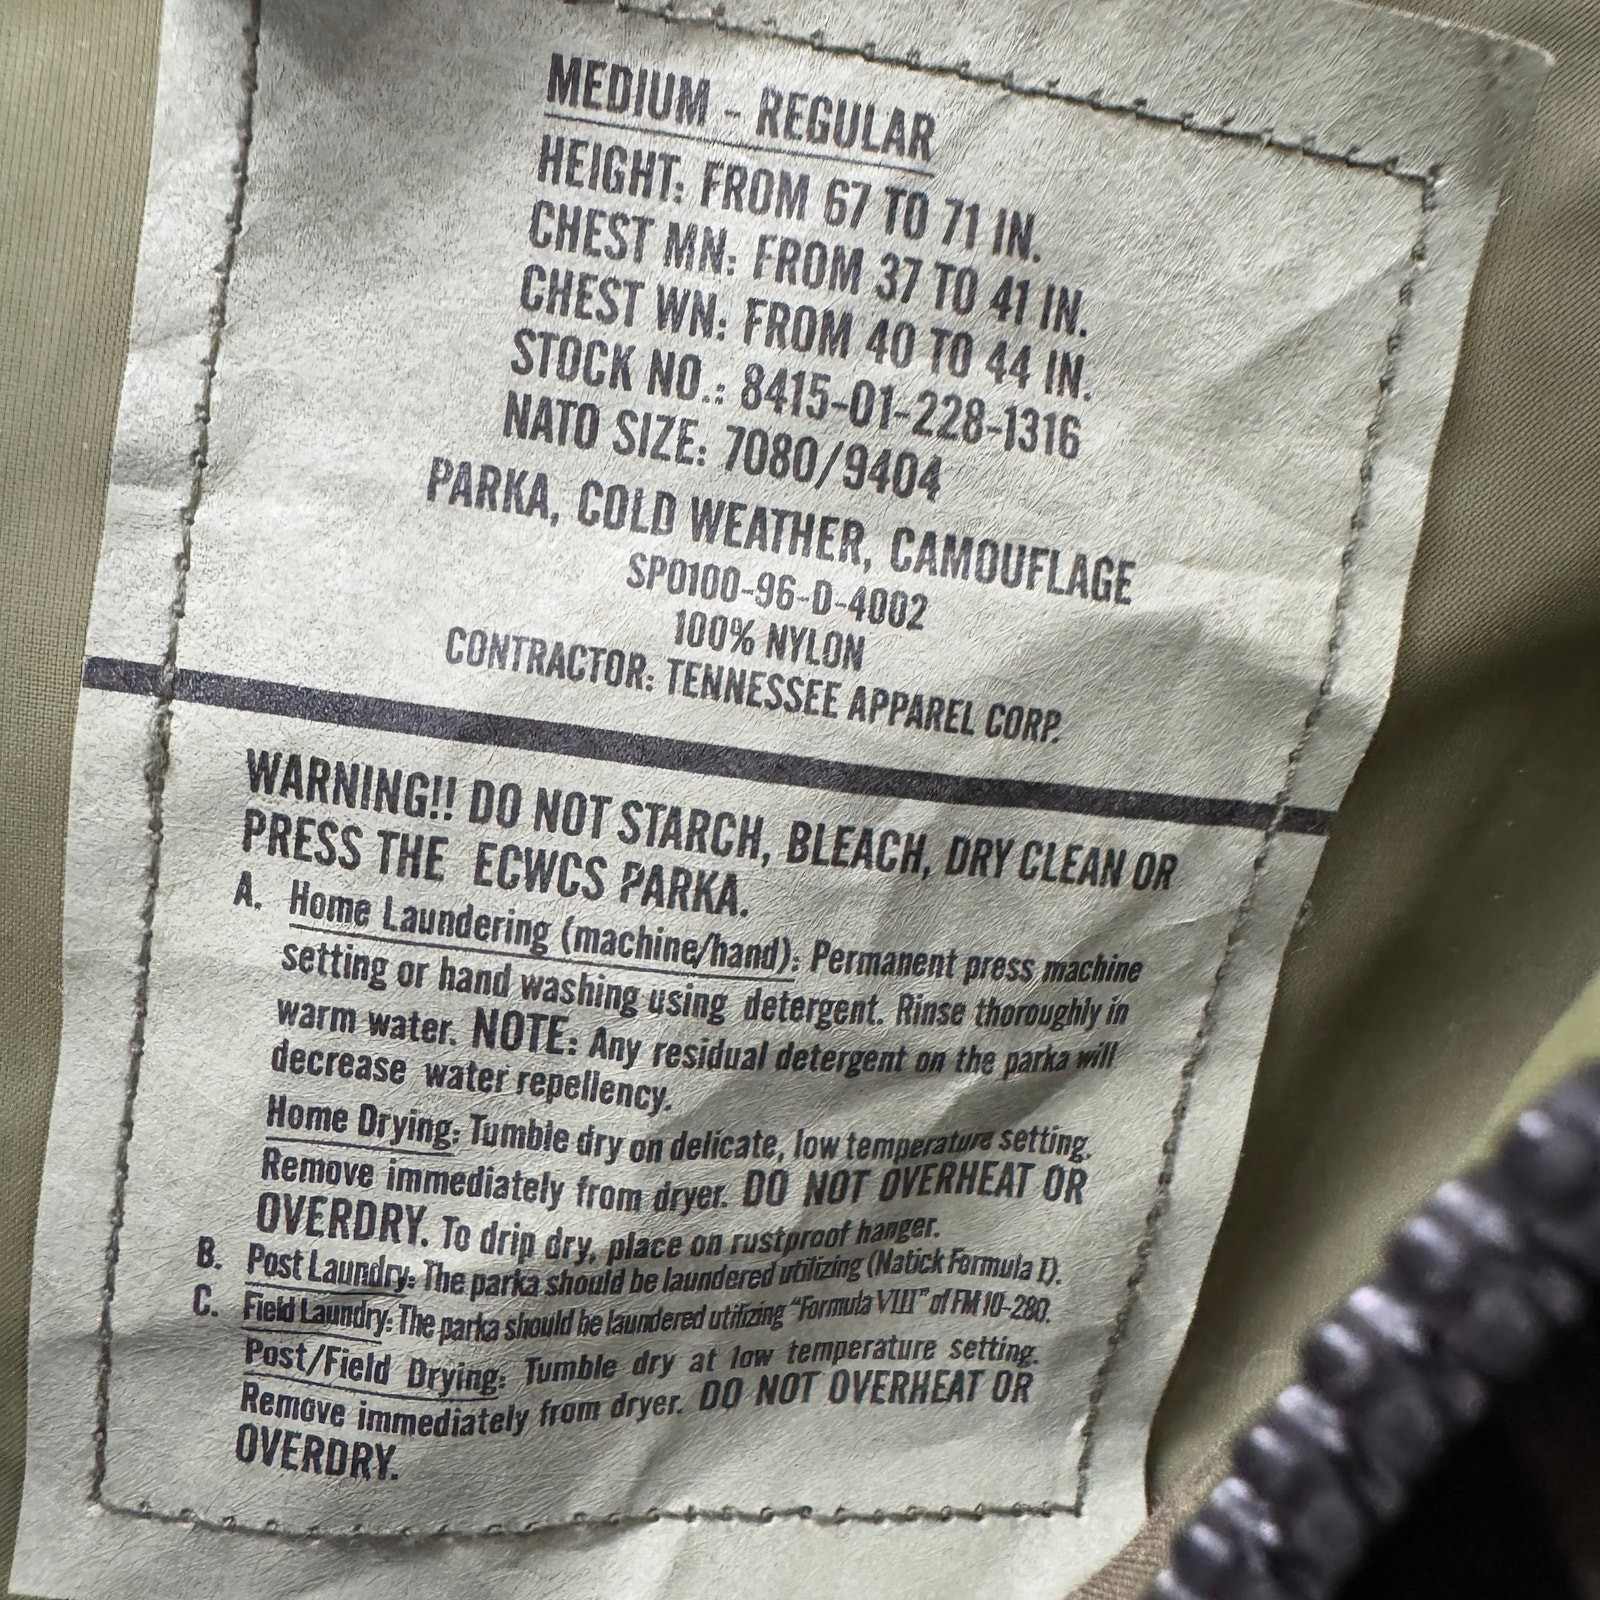 MEDIUM - REGULAR
HEIGHT: FROM 67 TO 71 IN.
CHEST MN: FROM 37 TO 41 IN.
CHEST WN: FROM 40 TO 44 IN.
STOCK NO.: 8415-01-228-1316
NATO SIZE: 7080/9404
PARKA, COLD WEATHER, CAMOUFLAGE
SPO100-96-D-4002
100% NYLON
CONTRACTOR: TENNESSEE APPAREL CORP.
WARNING!! DO NOT STARCH, BLEACH, DRY CLEAN OR
PRESS THE ECWCS PARKA.
A. Home Laundering (machine/hand): Permanent press machine
setting or hand washing using detergent. Rinse thoroughly in
warm water. NOTE: Any residual detergent on the parka will
decrease water repellency.
Home Drying: Tumble dry on delicate, low temperature setting.
Remove immediately from dryer. DO NOT OVERHEAT OR
OVERDRY. To drip dry, place on rustproof hanger.
B. Post Laundry: The parka should be laundered utilizing (Natick Formula I).
C. Field Laundry: The parka should be laundered utilizing "Formula VIII" of FM 10-280.
Post/Field Drying: Tumble dry at low temperature setting.
Remove immediately from dryer. DO NOT OVERHEAT OR
OVERDRY.